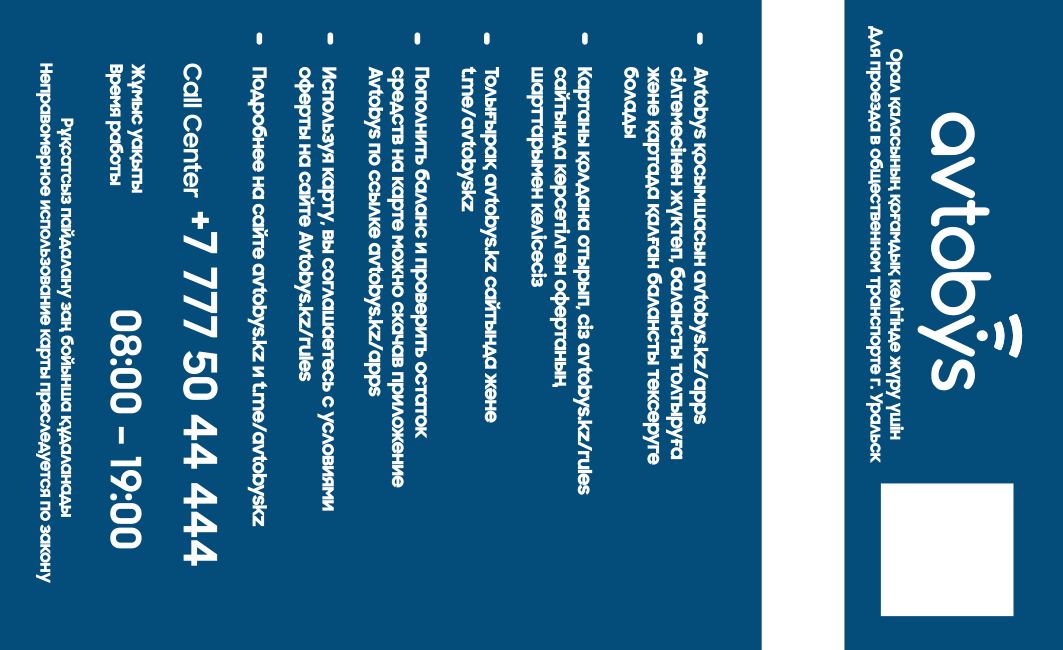 avtobys
Орал қаласының қоғамдық көлігінде жүру үшін
Для проезда в общественном транспорте г. Уральск
- Avtobys қосымшасын avtobys.kz/apps
сілтемесінен жүктеп, балансты толтыруға
және картада қалған балансты тексеруге
болады
- Картаны қолдана отырып, сіз avtobys.kz/rules
сайтында көрсетілген офертаның
шарттарымен келісесіз
- Толығырақ avtobys.kz сайтында және
t.me/avtobyskz
- Пополнить баланс и проверить остаток
средств на карте можно скачав приложение
Avtobys по ссылке avtobys.kz/apps
- Используя карту, вы соглашаетесь с условиями
оферты на сайте Avtobys.kz/rules
- Подробнее на сайте avtobys.kz и t.me/avtobyskz
Call Center +7 777 50 44 444
Жұмыс уақыты
Время работы 08:00 – 19:00
Рұқсатсыз пайдалану заң бойынша қудаланады
Неправомерное использование карты преследуется по закону